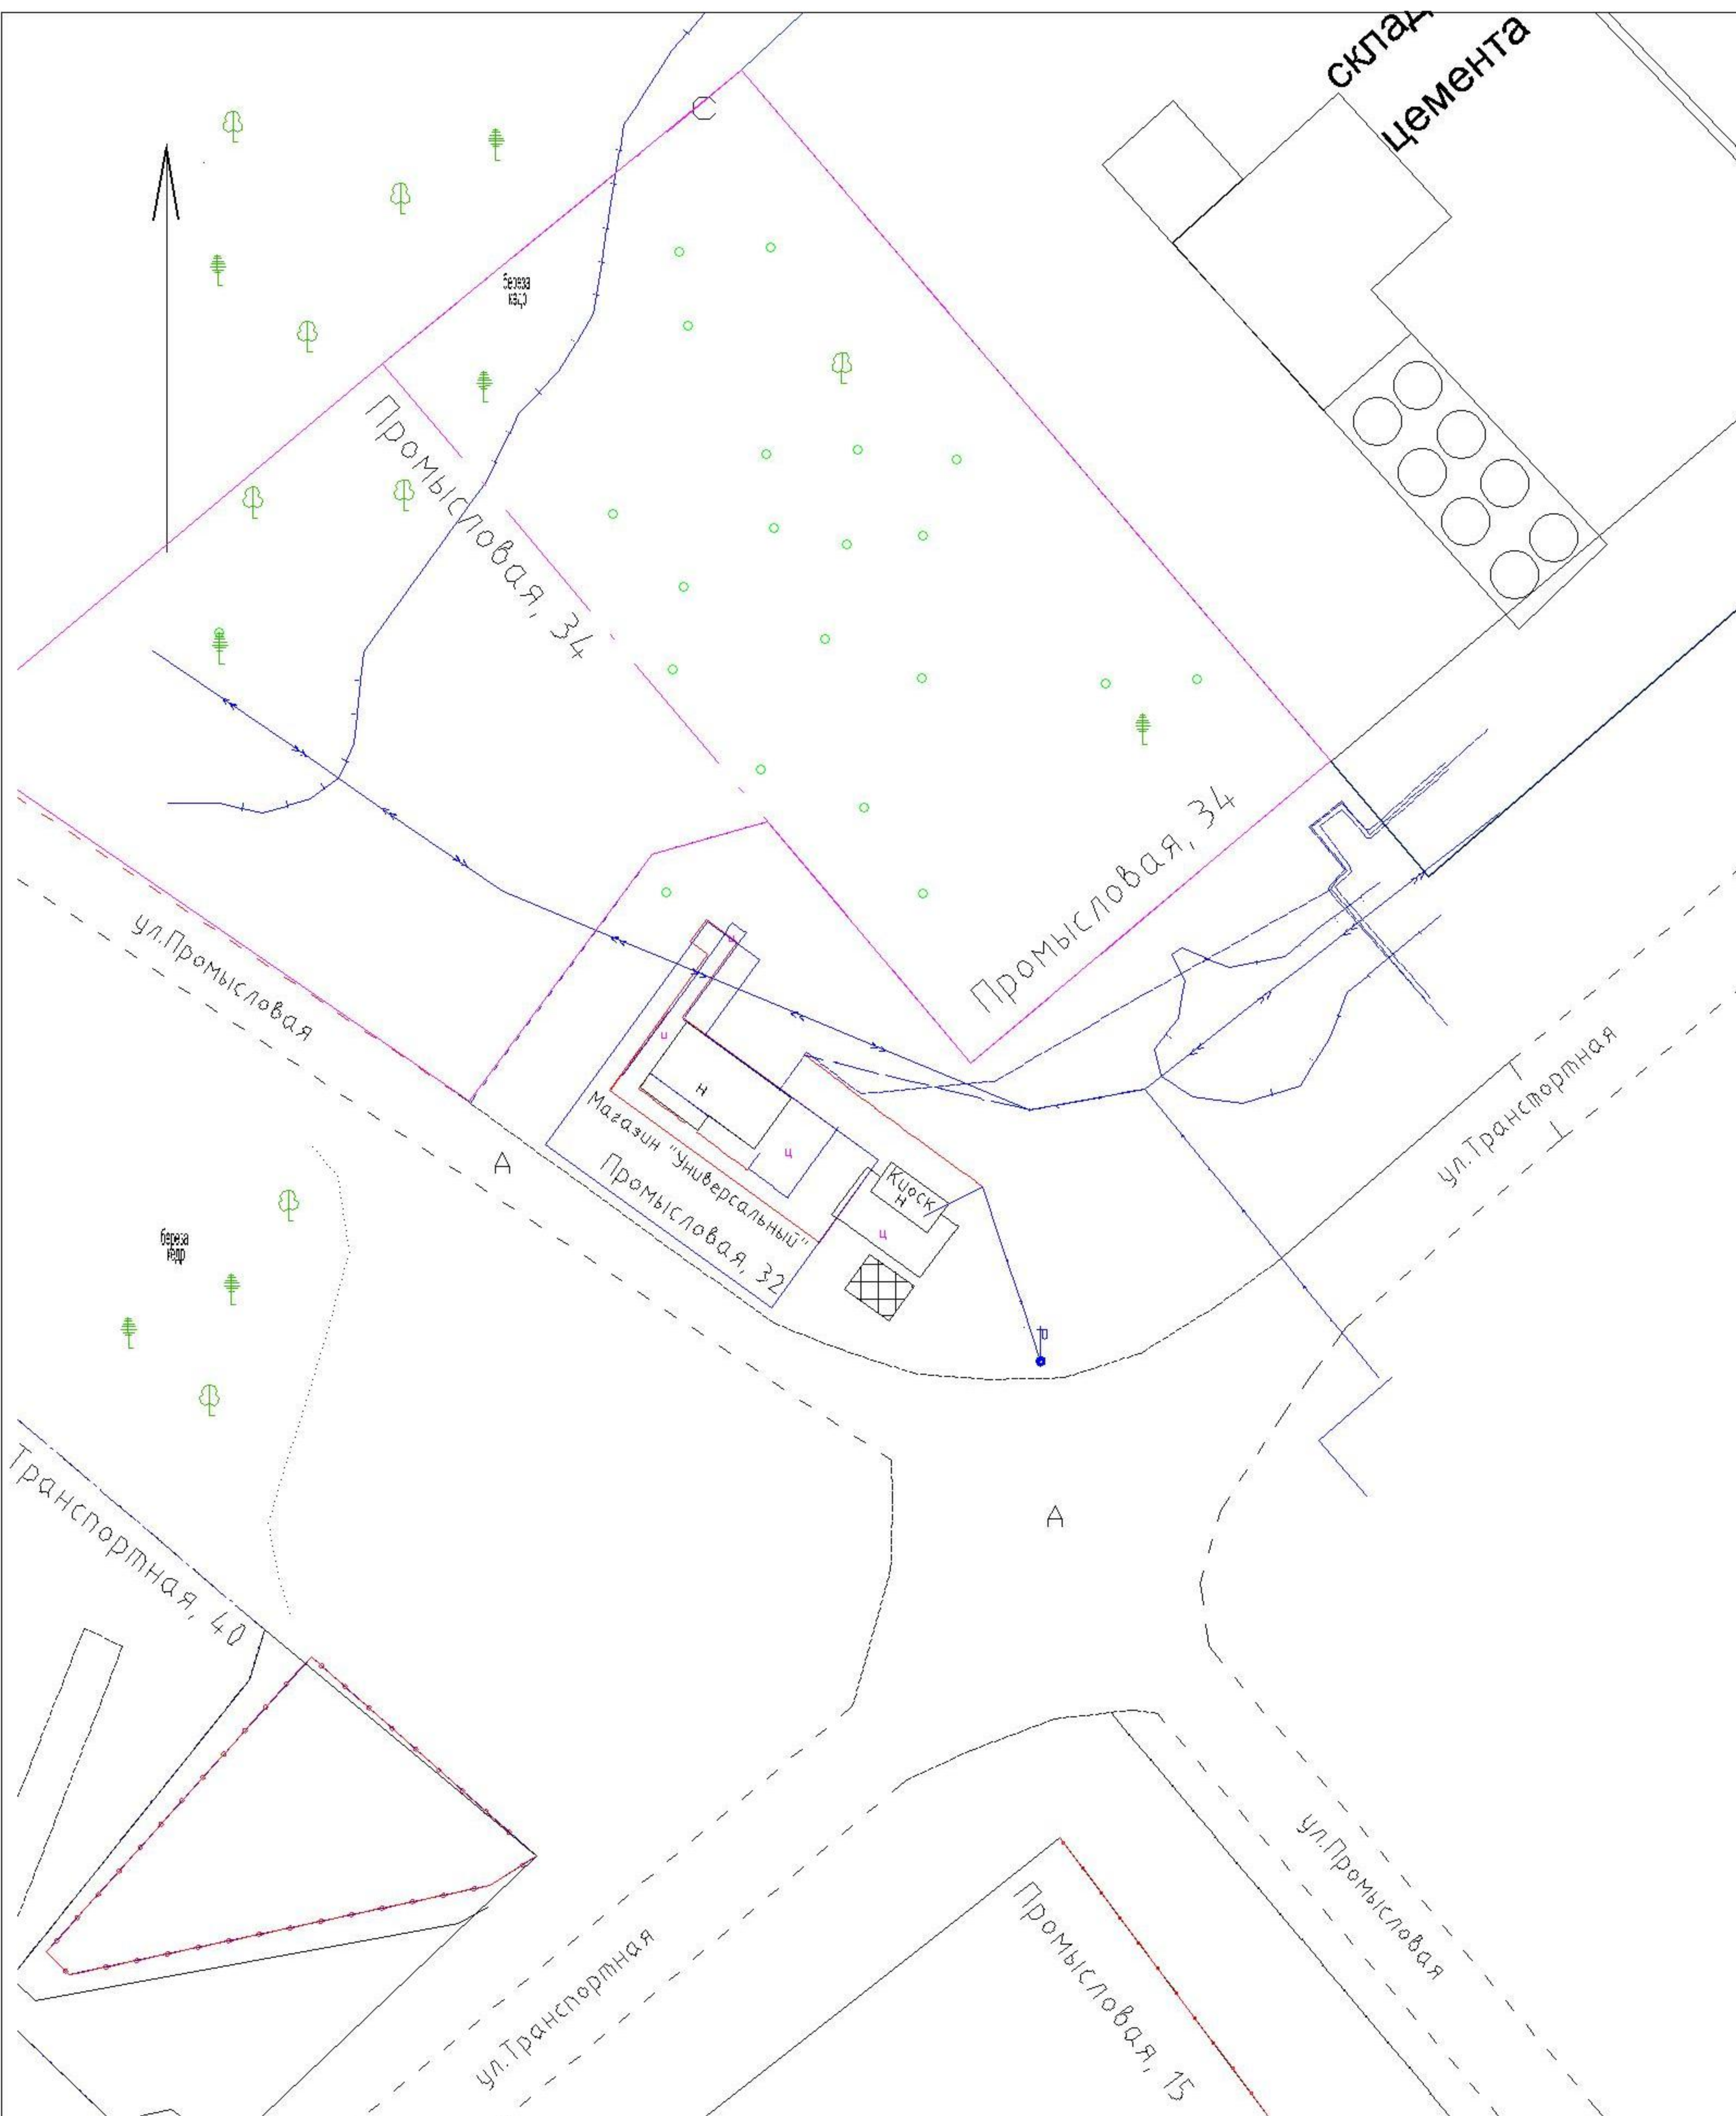 склад
цемента
С
береза
кедр
Промысловая, 34
Промысловая, 34
ул.Промысловая
ул.Транспортная
ц
ц
н
ц
Магазин "Универсальный"
Промысловая, 32
Киоск
н
ц
А
береза
кедр
А
Транспортная, 40
ул.Промысловая
ул.Транспортная
Промысловая, 15